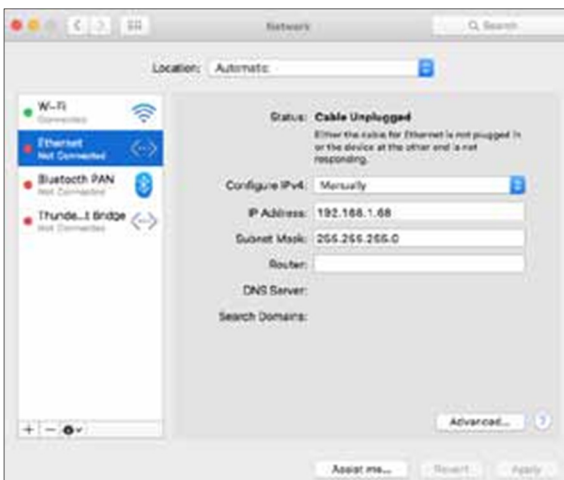 Network
Search
Location: Automatic
Wi-Fi
Connected
Ethernet
Not Connected
Bluetooth PAN
Not Connected
Thunde...t Bridge
Not Connected
Status: Cable Unplugged
Either the cable for Ethernet is not plugged in
or the device at the other end is not
responding.
Configure IPv4: Manually
IP Address: 192.168.1.68
Subnet Mask: 255.255.255.0
Router:
DNS Server:
Search Domains:
Advanced...
?
Assist me...
Revert
Apply